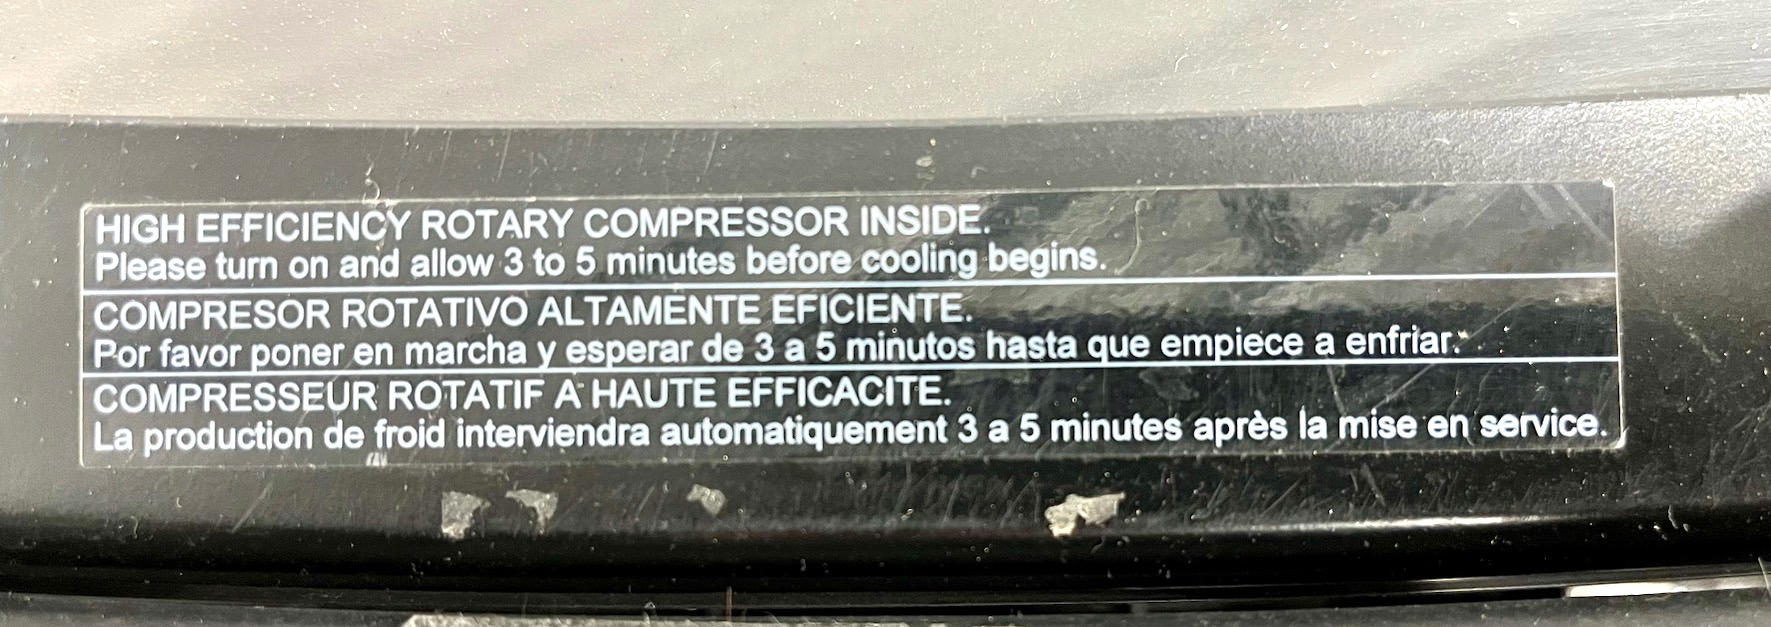 HIGH EFFICIENCY ROTARY COMPRESSOR INSIDE.
Please turn on and allow 3 to 5 minutes before cooling begins.
COMPRESOR ROTATIVO ALTAMENTE EFICIENTE.
Por favor poner en marcha y esperar de 3 a 5 minutos hasta que empiece a enfriar.
COMPRESSEUR ROTATIF A HAUTE EFFICACITE.
La production de froid interviendra automatiquement 3 a 5 minutes après la mise en service.